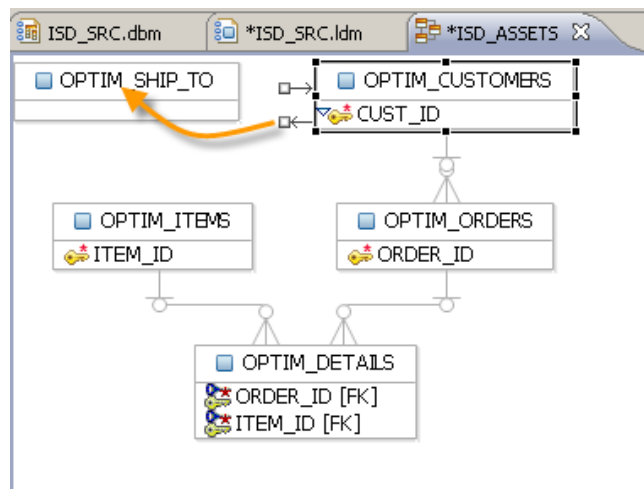 ISD_SRC.dbm
*ISD_SRC.ldm
*ISD_ASSETS
OPTIM_SHIP_TO
OPTIM_CUSTOMERS
CUST_ID
OPTIM_ITEMS
ITEM_ID
OPTIM_ORDERS
ORDER_ID
OPTIM_DETAILS
ORDER_ID [FK]
ITEM_ID [FK]